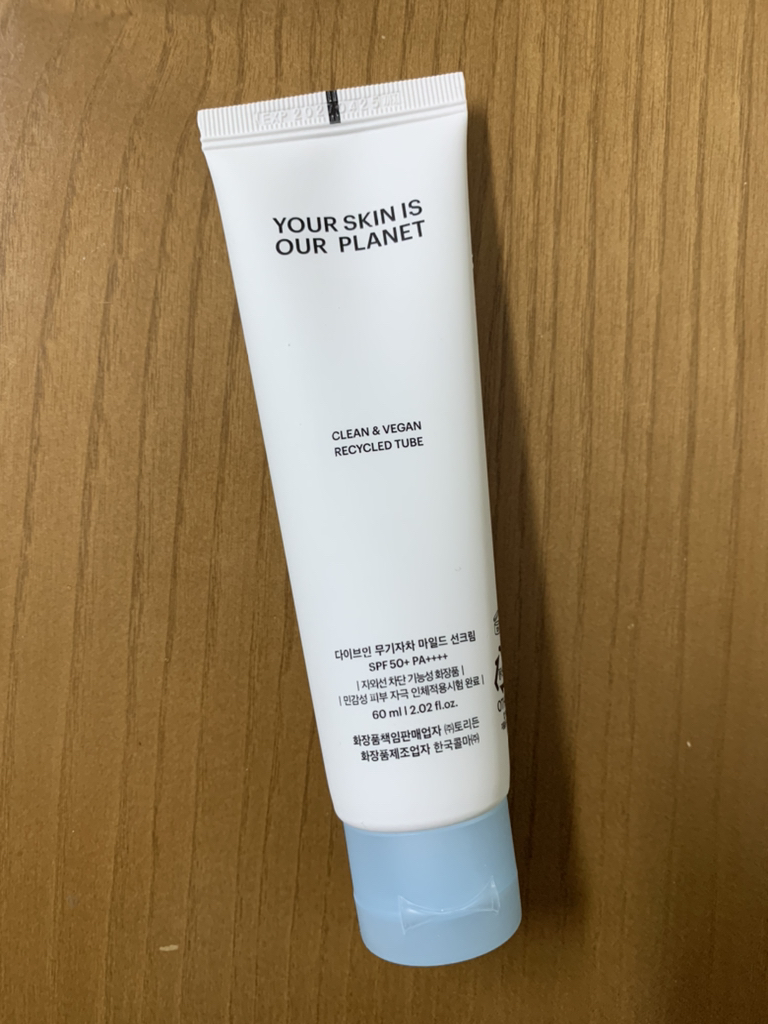 YOUR SKIN IS
OUR PLANET
CLEAN & VEGAN
RECYCLED TUBE
다이브인 무기자차 마일드 선크림
SPF 50+ PA++++
| 자외선 차단 기능성 화장품 |
| 민감성 피부 자극 인체적용시험 완료 |
60 ml | 2.02 fl.oz.
화장품책임판매업자 ㈜토리든
화장품제조업자 한국콜마㈜